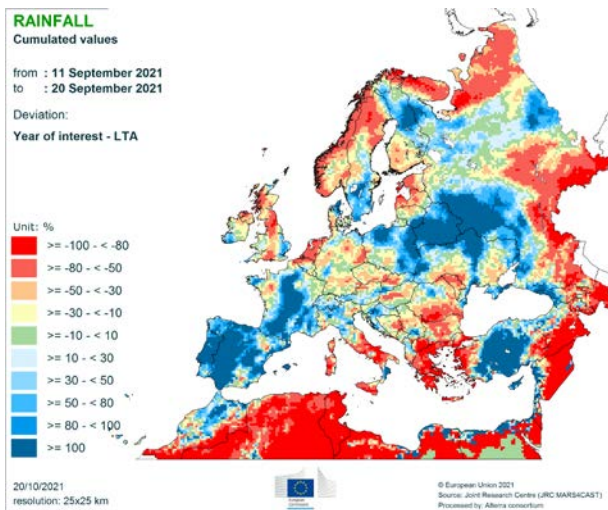 RAINFALL
Cumulated values
from : 11 September 2021
to : 20 September 2021
Deviation:
Year of interest - LTA
Unit: %
>= -100 - < -80
>= -80 - < -50
>= -50 - < -30
>= -30 - < -10
>= -10 - < 10
>= 10 - < 30
>= 30 - < 50
>= 50 - < 80
>= 80 - < 100
>= 100
20/10/2021
resolution: 25x25 km
European
Commission
© European Union 2021
Source: Joint Research Centre (JRC MARS4CAST)
Processed by: Alterra consortium